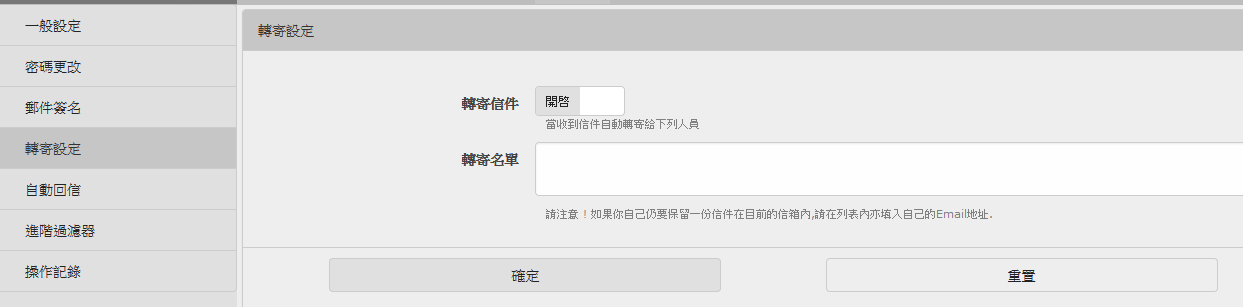 一般設定
密碼更改
郵件簽名
轉寄設定
自動回信
進階過濾器
操作記錄
轉寄設定
轉寄信件
開啓
當收到信件自動轉寄給下列人員
轉寄名單
請注意！如果你自己仍要保留一份信件在目前的信箱內,請在列表內亦填入自己的Email地址.
確定
重置